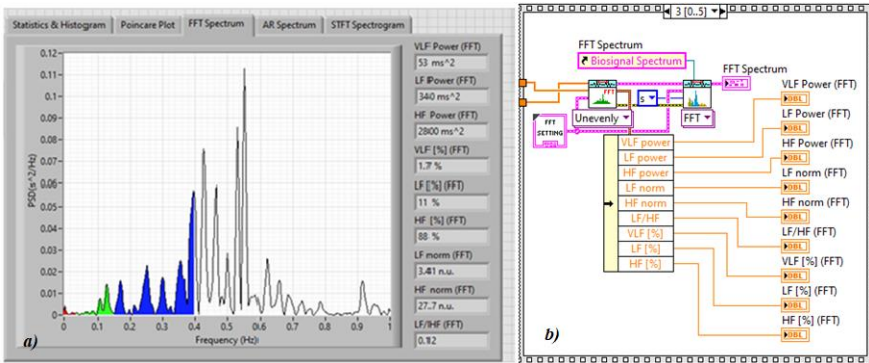 Statistics & Histogram
Poincare Plot
FFT Spectrum
AR Spectrum
STFT Spectrogram
PSD(s^2/Hz)
0.12
0.11
0.1
0.09
0.08
0.07
0.06
0.05
0.04
0.03
0.02
0.01
0
0 0.1 0.2 0.3 0.4 0.5 0.6 0.7 0.8 0.9 1
Frequency (Hz)
a)
VLF Power (FFT)
53 ms^2
LF Power (FFT)
340 ms^2
HF Power (FFT)
2800 ms^2
VLF [%] (FFT)
1.7 %
LF [%] (FFT)
11 %
HF [%] (FFT)
88 %
LF norm (FFT)
3.41 n.u.
HF norm (FFT)
27.7 n.u.
LF/HF (FFT)
0.12
3 [0..5]
FFT Spectrum
Biosignal Spectrum
FFT
Unevenly
FFT
SETTING
s
FFT
FFT Spectrum
VLF power
LF power
HF power
LF norm
HF norm
LF/HF
VLF [%]
LF [%]
HF [%]
VLF Power (FFT)
DBL
LF Power (FFT)
DBL
HF Power (FFT)
DBL
LF norm (FFT)
DBL
HF norm (FFT)
DBL
LF/HF (FFT)
DBL
VLF [%] (FFT)
DBL
LF [%] (FFT)
DBL
HF [%] (FFT)
DBL
b)